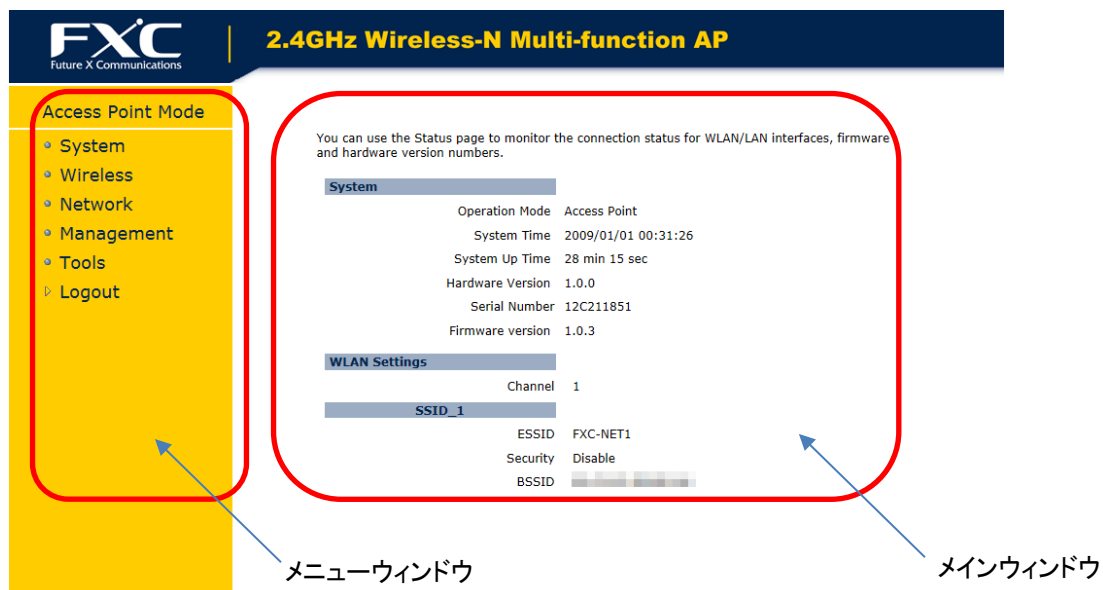 FXC
Future X Communications
2.4GHz Wireless-N Multi-function AP
Access Point Mode
System
Wireless
Network
Management
Tools
Logout
You can use the Status page to monitor the connection status for WLAN/LAN interfaces, firmware
and hardware version numbers.
System
Operation Mode Access Point
System Time 2009/01/01 00:31:26
System Up Time 28 min 15 sec
Hardware Version 1.0.0
Serial Number 12C211851
Firmware version 1.0.3
WLAN Settings
Channel 1
SSID_1
ESSID FXC-NET1
Security Disable
BSSID
メニューウィンドウ
メインウィンドウ